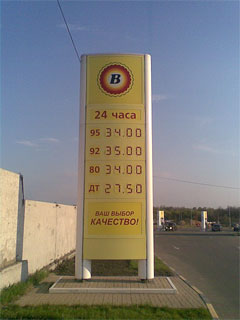 В
24 часа
95 34.00
92 35.00
80 34.00
ДТ 27.50
ВАШ ВЫБОР
КАЧЕСТВО!